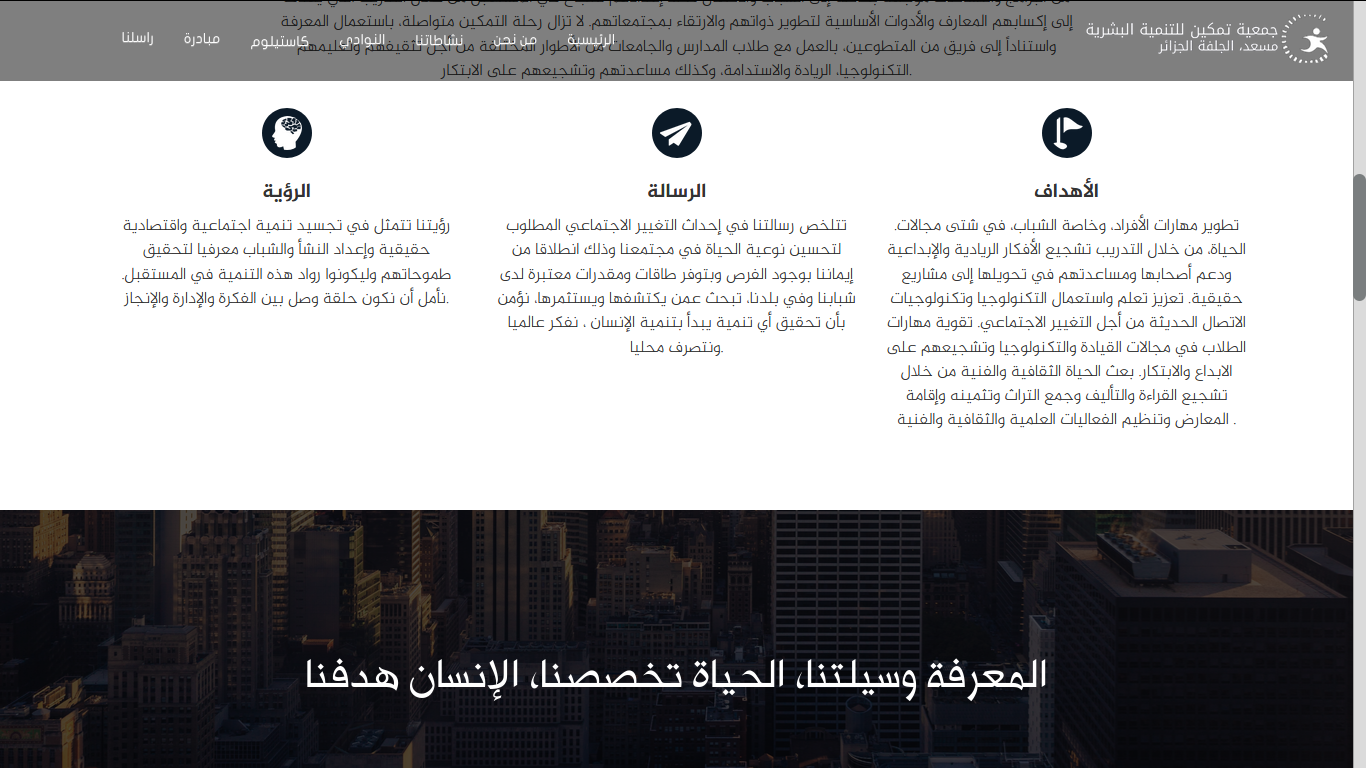 جمعية تمكين للتنمية البشرية
مسعد، الجلفة الجزائر
الرئيسية
من نحن
نشاطاتنا
النوادي
كاستيلوم
مبادرة
راسلنا
إلى إكسابهم المعارف والأدوات الأساسية لتطوير ذواتهم والارتقاء بمجتمعاتهم. لا تزال رحلة التمكين متواصلة، باستعمال المعرفة
واستناداً إلى فريق من المتطوعين، بالعمل مع طلاب المدارس والجامعات من الأطوار المختلفة من أجل تثقيفهم وتعليمهم
التكنولوجيا، الريادة والاستدامة، وكذلك مساعدتهم وتشجيعهم على الابتكار.
الأهداف
تطوير مهارات الأفراد، وخاصة الشباب، في شتى مجالات.
الحياة، من خلال التدريب تشجيع الأفكار الريادية والإبداعية
ودعم أصحابها ومساعدتهم في تحويلها إلى مشاريع
حقيقية. تعزيز تعلم واستعمال التكنولوجيا وتكنولوجيات
الاتصال الحديثة من أجل التغيير الاجتماعي. تقوية مهارات
الطلاب في مجالات القيادة والتكنولوجيا وتشجيعهم على
الابداع والابتكار. بعث الحياة الثقافية والفنية من خلال
تشجيع القراءة والتأليف وجمع التراث وتثمينه وإقامة
. المعارض وتنظيم الفعاليات العلمية والثقافية والفنية
الرسالة
تتلخص رسالتنا في إحداث التغيير الاجتماعي المطلوب
لتحسين نوعية الحياة في مجتمعنا وذلك انطلاقا من
إيماننا بوجود الفرص وبتوفر طاقات ومقدرات معتبرة لدى
شبابنا وفي بلدنا، تبحث عمن يكتشفها ويستثمرها، نؤمن
بأن تحقيق أي تنمية يبدأ بتنمية الإنسان ، نفكر عالميا
.ونتصرف محليا
الرؤية
رؤيتنا تتمثل في تجسيد تنمية اجتماعية واقتصادية
حقيقية وإعداد النشأ والشباب معرفيا لتحقيق
طموحاتهم وليكونوا رواد هذه التنمية في المستقبل.
.نأمل أن نكون حلقة وصل بين الفكرة والإدارة والإنجاز
المعرفة وسيلتنا، الحياة تخصصنا، الإنسان هدفنا